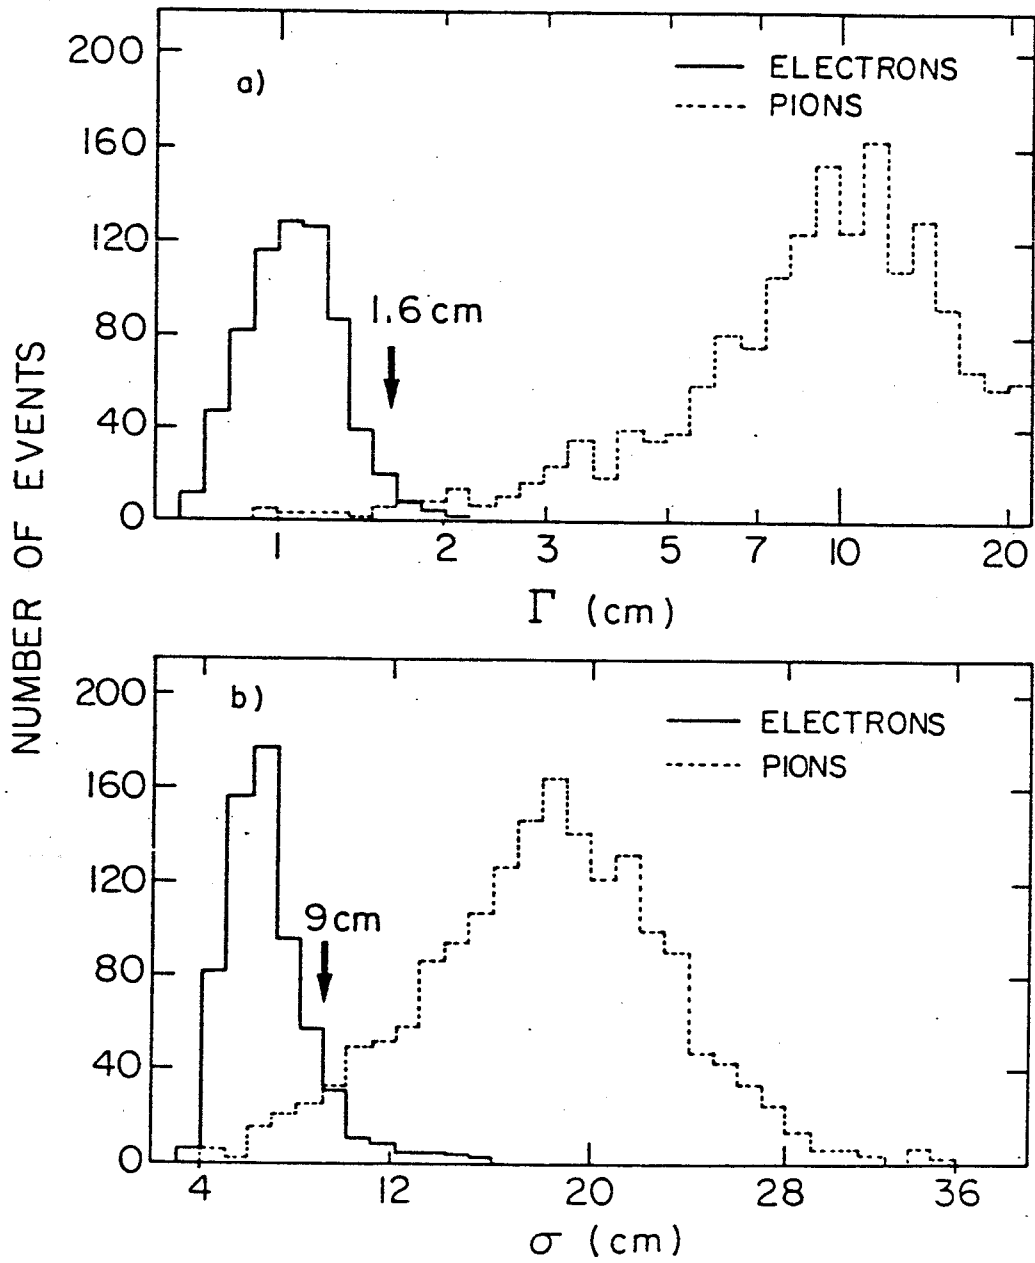 NUMBER OF EVENTS
a)
ELECTRONS
PIONS
200
160
120
80
40
0
1.6 cm
1 2 3 5 7 10 20
Γ (cm)
b)
ELECTRONS
PIONS
200
160
120
80
40
0
9 cm
4 12 20 28 36
σ (cm)